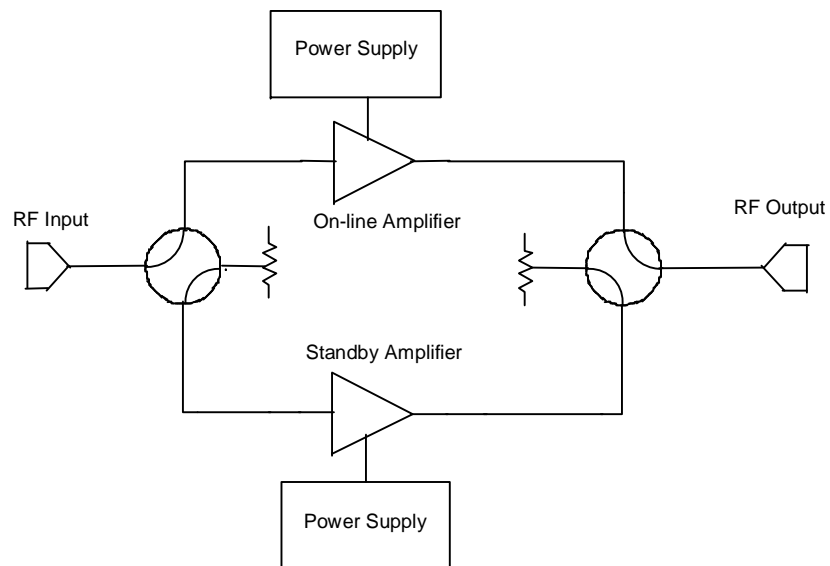 Power Supply
RF Input
On-line Amplifier
RF Output
Standby Amplifier
Power Supply